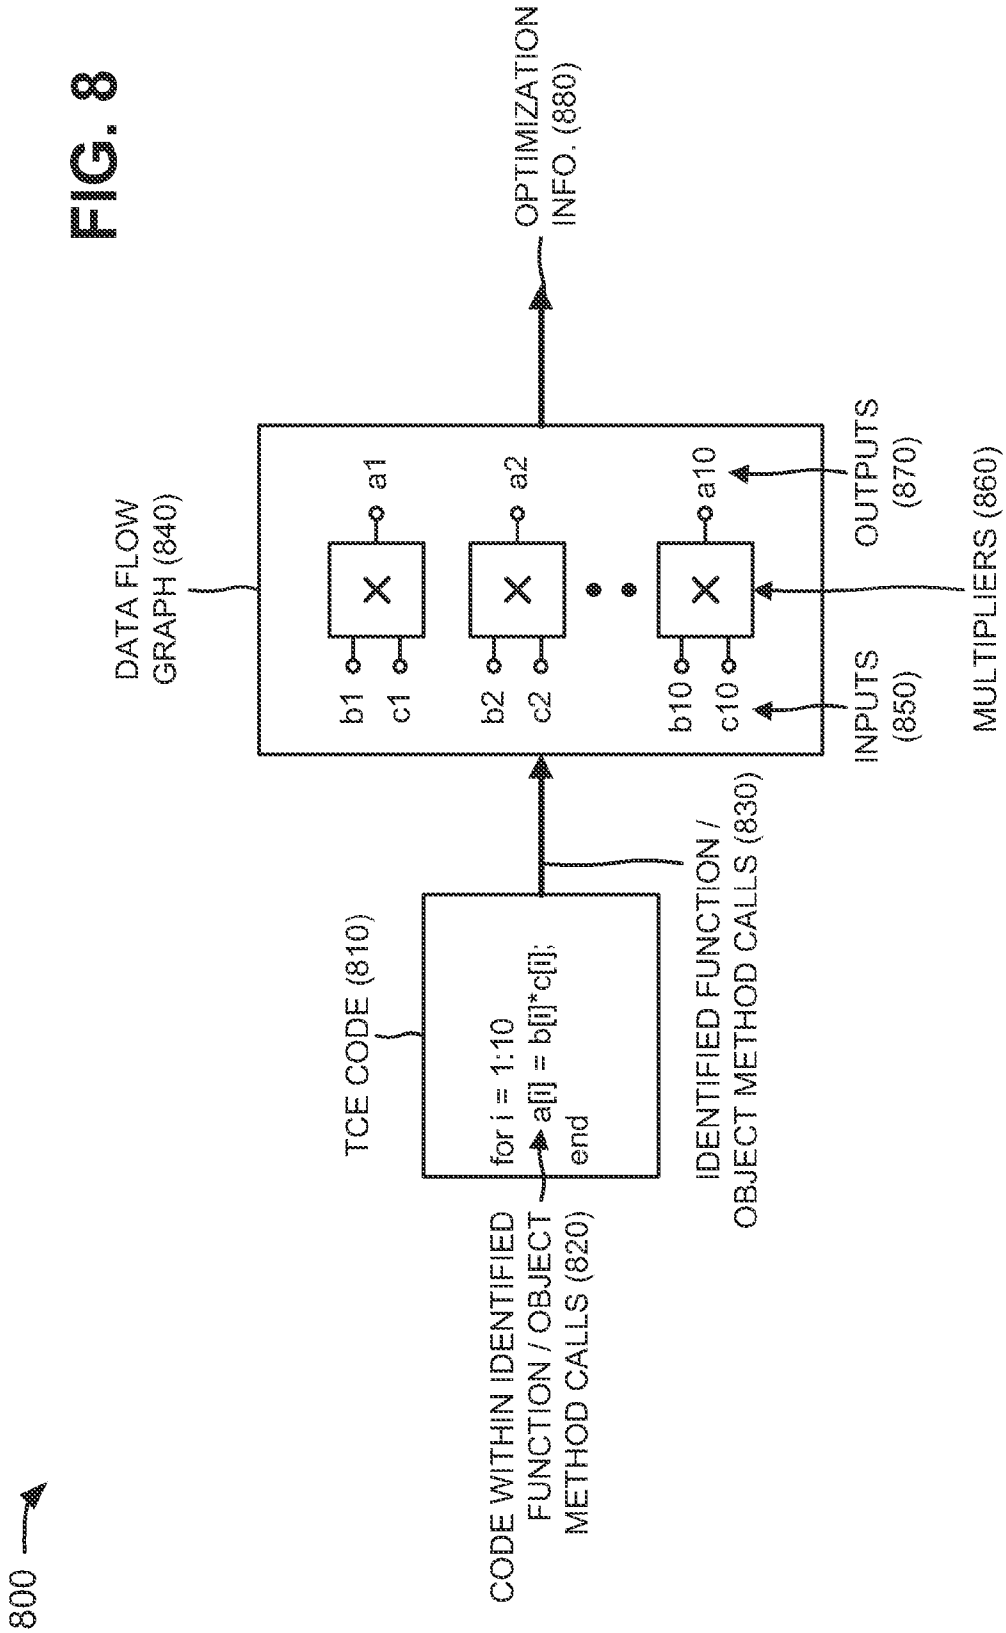 FIG. 8
800
CODE WITHIN IDENTIFIED
FUNCTION / OBJECT
METHOD CALLS (820)
TCE CODE (810)
for i = 1:10
a[i] = b[i]*c[i];
end
IDENTIFIED FUNCTION /
OBJECT METHOD CALLS (830)
DATA FLOW
GRAPH (840)
b1
c1
×
a1
b2
c2
×
a2
b10
c10
×
a10
INPUTS
(850)
MULTIPLIERS (860)
OUTPUTS
(870)
OPTIMIZATION
INFO. (880)